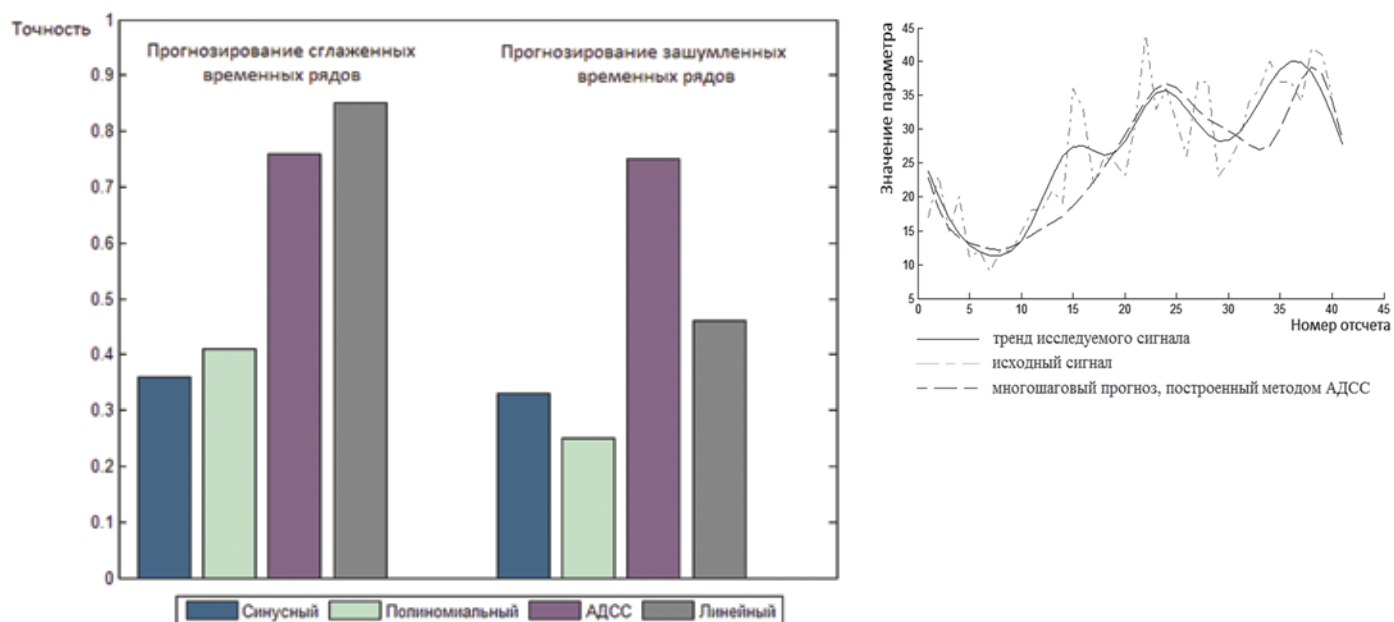 Точность
Прогнозирование сглаженных
временных рядов
Прогнозирование зашумленных
временных рядов
1
0.9
0.8
0.7
0.6
0.5
0.4
0.3
0.2
0.1
0
Синусный Полиномиальный АДСС Линейный
Значение параметра
45
40
35
30
25
20
15
10
5
0 5 10 15 20 25 30 35 40 45
Номер отсчета
тренд исследуемого сигнала
исходный сигнал
многошаговый прогноз, построенный методом АДСС